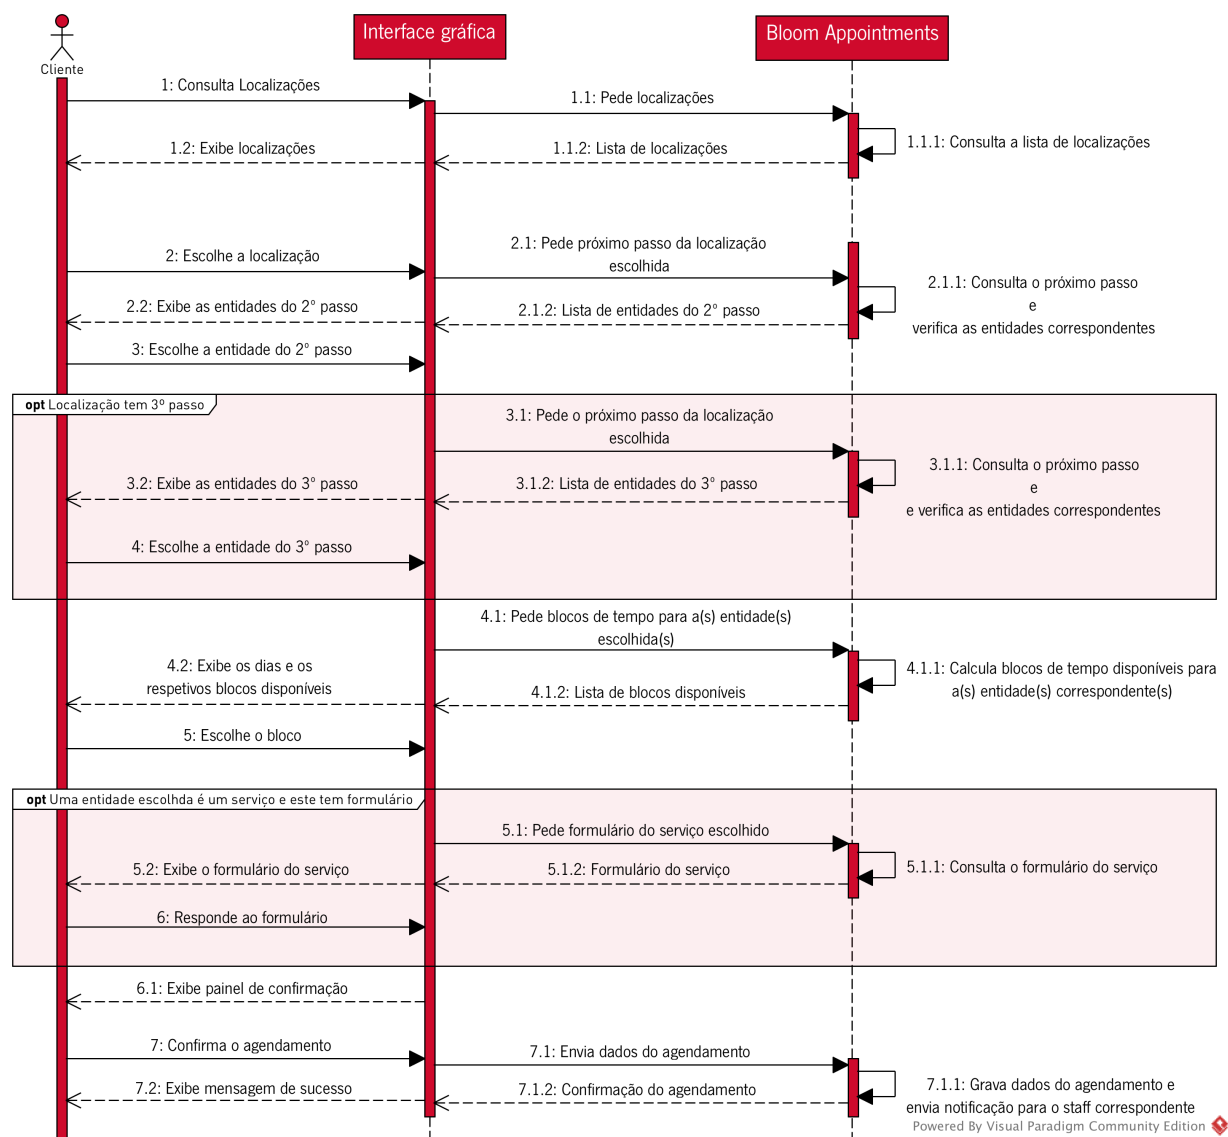 Interface gráfica
Bloom Appointments
Cliente
1: Consulta Localizações
1.1: Pede localizações
1.1.1: Consulta a lista de localizações
1.2: Exibe localizações
1.1.2: Lista de localizações
2: Escolhe a localização
2.1: Pede próximo passo da localização
escolhida
2.1.1: Consulta o próximo passo
e
verifica as entidades correspondentes
2.2: Exibe as entidades do 2° passo
2.1.2: Lista de entidades do 2° passo
3: Escolhe a entidade do 2° passo
opt Localização tem 3º passo
3.1: Pede o próximo passo da localização
escolhida
3.1.1: Consulta o próximo passo
e
e verifica as entidades correspondentes
3.2: Exibe as entidades do 3° passo
3.1.2: Lista de entidades do 3° passo
4: Escolhe a entidade do 3° passo
4.1: Pede blocos de tempo para a(s) entidade(s)
escolhida(s)
4.1.1: Calcula blocos de tempo disponíveis para
a(s) entidade(s) correspondente(s)
4.2: Exibe os dias e os
respetivos blocos disponíveis
4.1.2: Lista de blocos disponíveis
5: Escolhe o bloco
opt Uma entidade escolhda é um serviço e este tem formulário
5.1: Pede formulário do serviço escolhido
5.1.1: Consulta o formulário do serviço
5.2: Exibe o formulário do serviço
5.1.2: Formulário do serviço
6: Responde ao formulário
6.1: Exibe painel de confirmação
7: Confirma o agendamento
7.1: Envia dados do agendamento
7.1.1: Grava dados do agendamento e
envia notificação para o staff correspondente
7.2: Exibe mensagem de sucesso
7.1.2: Confirmação do agendamento
Powered By Visual Paradigm Community Edition